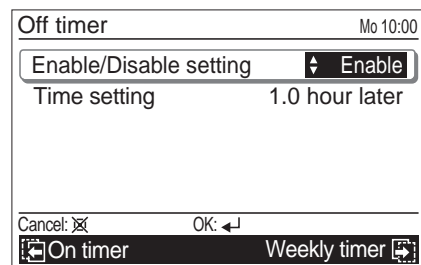 Off timer Mo 10:00
Enable/Disable setting Enable
Time setting 1.0 hour later
Cancel: OK:
On timer Weekly timer